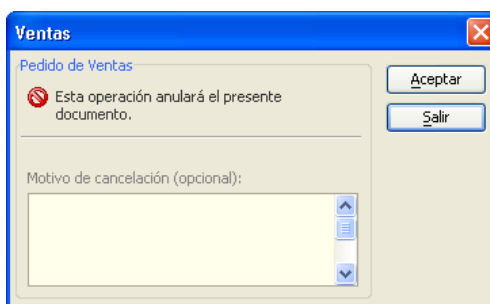 Ventas
Pedido de Ventas
Esta operación anulará el presente
documento.
Aceptar
Salir
Motivo de cancelación (opcional):